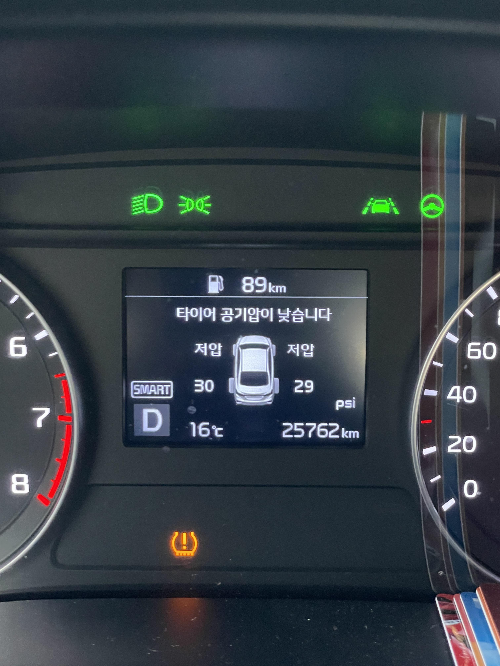 89km
타이어 공기압이 낮습니다
저압 저압
SMART 30 29
psi
D
16℃ 25762km
6
7
8
60
40
20
0